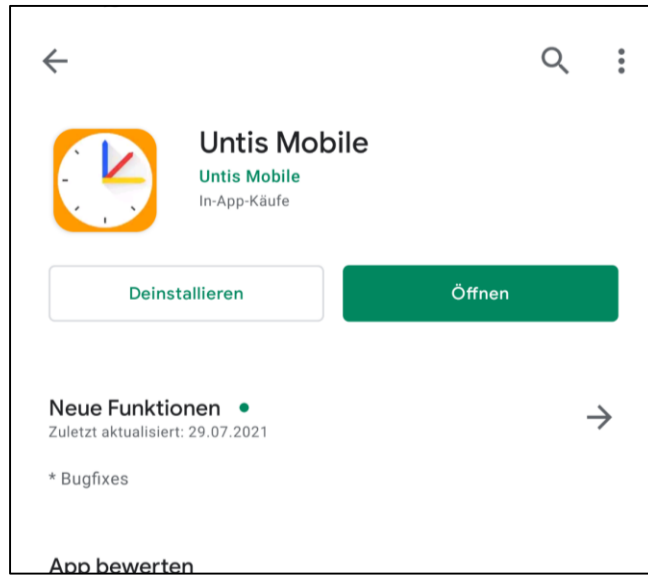 Untis Mobile
Untis Mobile
In-App-Käufe
Deinstallieren
Öffnen
Neue Funktionen
Zuletzt aktualisiert: 29.07.2021
* Bugfixes
App bewerten